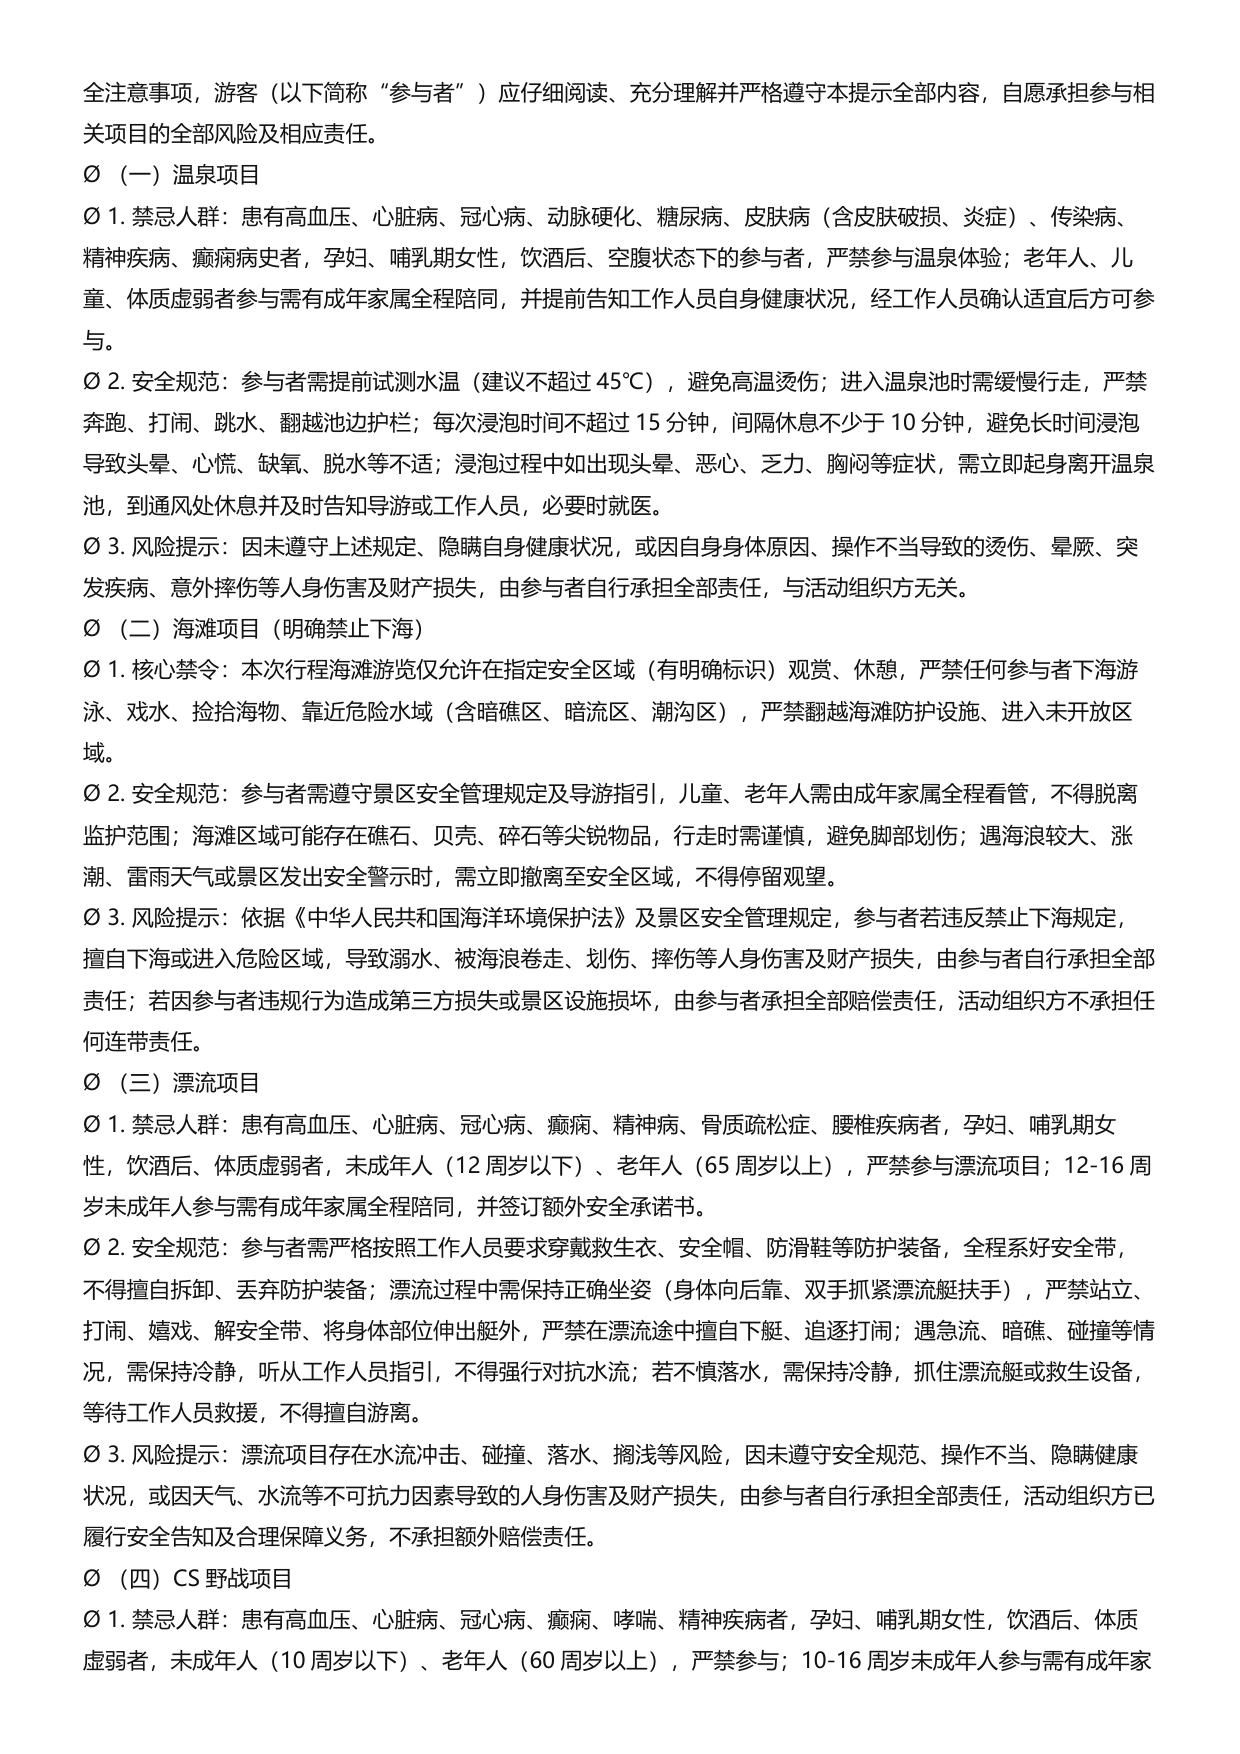 全注意事项，游客（以下简称“参与者”）应仔细阅读、充分理解并严格遵守本提示全部内容，自愿承担参与相
关项目的全部风险及相应责任。
Ø （一）温泉项目
Ø 1. 禁忌人群：患有高血压、心脏病、冠心病、动脉硬化、糖尿病、皮肤病（含皮肤破损、炎症）、传染病、
精神疾病、癫痫病史者，孕妇、哺乳期女性，饮酒后、空腹状态下的参与者，严禁参与温泉体验；老年人、儿
童、体质虚弱者参与需有成年家属全程陪同，并提前告知工作人员自身健康状况，经工作人员确认适宜后方可参
与。
Ø 2. 安全规范：参与者需提前试测水温（建议不超过 45℃），避免高温烫伤；进入温泉池时需缓慢行走，严禁
奔跑、打闹、跳水、翻越池边护栏；每次浸泡时间不超过 15 分钟，间隔休息不少于 10 分钟，避免长时间浸泡
导致头晕、心慌、缺氧、脱水等不适；浸泡过程中如出现头晕、恶心、乏力、胸闷等症状，需立即起身离开温泉
池，到通风处休息并及时告知导游或工作人员，必要时就医。
Ø 3. 风险提示：因未遵守上述规定、隐瞒自身健康状况，或因自身身体原因、操作不当导致的烫伤、晕厥、突
发疾病、意外摔伤等人身伤害及财产损失，由参与者自行承担全部责任，与活动组织方无关。
Ø （二）海滩项目（明确禁止下海）
Ø 1. 核心禁令：本次行程海滩游览仅允许在指定安全区域（有明确标识）观赏、休憩，严禁任何参与者下海游
泳、戏水、捡拾海物、靠近危险水域（含暗礁区、暗流区、潮沟区），严禁翻越海滩防护设施、进入未开放区
域。
Ø 2. 安全规范：参与者需遵守景区安全管理规定及导游指引，儿童、老年人需由成年家属全程看管，不得脱离
监护范围；海滩区域可能存在礁石、贝壳、碎石等尖锐物品，行走时需谨慎，避免脚部划伤；遇海浪较大、涨
潮、雷雨天气或景区发出安全警示时，需立即撤离至安全区域，不得停留观望。
Ø 3. 风险提示：依据《中华人民共和国海洋环境保护法》及景区安全管理规定，参与者若违反禁止下海规定，
擅自下海或进入危险区域，导致溺水、被海浪卷走、划伤、摔伤等人身伤害及财产损失，由参与者自行承担全部
责任；若因参与者违规行为造成第三方损失或景区设施损坏，由参与者承担全部赔偿责任，活动组织方不承担任
何连带责任。
Ø （三）漂流项目
Ø 1. 禁忌人群：患有高血压、心脏病、冠心病、癫痫、精神病、骨质疏松症、腰椎疾病者，孕妇、哺乳期女
性，饮酒后、体质虚弱者，未成年人（12 周岁以下）、老年人（65 周岁以上），严禁参与漂流项目；12-16 周
岁未成年人参与需有成年家属全程陪同，并签订额外安全承诺书。
Ø 2. 安全规范：参与者需严格按照工作人员要求穿戴救生衣、安全帽、防滑鞋等防护装备，全程系好安全带，
不得擅自拆卸、丢弃防护装备；漂流过程中需保持正确坐姿（身体向后靠、双手抓紧漂流艇扶手），严禁站立、
打闹、嬉戏、解安全带、将身体部位伸出艇外，严禁在漂流途中擅自下艇、追逐打闹；遇急流、暗礁、碰撞等情
况，需保持冷静，听从工作人员指引，不得强行对抗水流；若不慎落水，需保持冷静，抓住漂流艇或救生设备，
等待工作人员救援，不得擅自游离。
Ø 3. 风险提示：漂流项目存在水流冲击、碰撞、落水、搁浅等风险，因未遵守安全规范、操作不当、隐瞒健康
状况，或因天气、水流等不可抗力因素导致的人身伤害及财产损失，由参与者自行承担全部责任，活动组织方已
履行安全告知及合理保障义务，不承担额外赔偿责任。
Ø （四）CS 野战项目
Ø 1. 禁忌人群：患有高血压、心脏病、冠心病、癫痫、哮喘、精神疾病者，孕妇、哺乳期女性，饮酒后、体质
虚弱者，未成年人（10 周岁以下）、老年人（60 周岁以上），严禁参与；10-16 周岁未成年人参与需有成年家